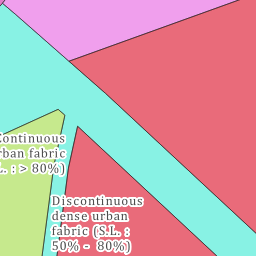 Continuous
urban fabric
L. : > 80%)
Discontinuous
dense urban
fabric (S.L. :
50% - 80%)